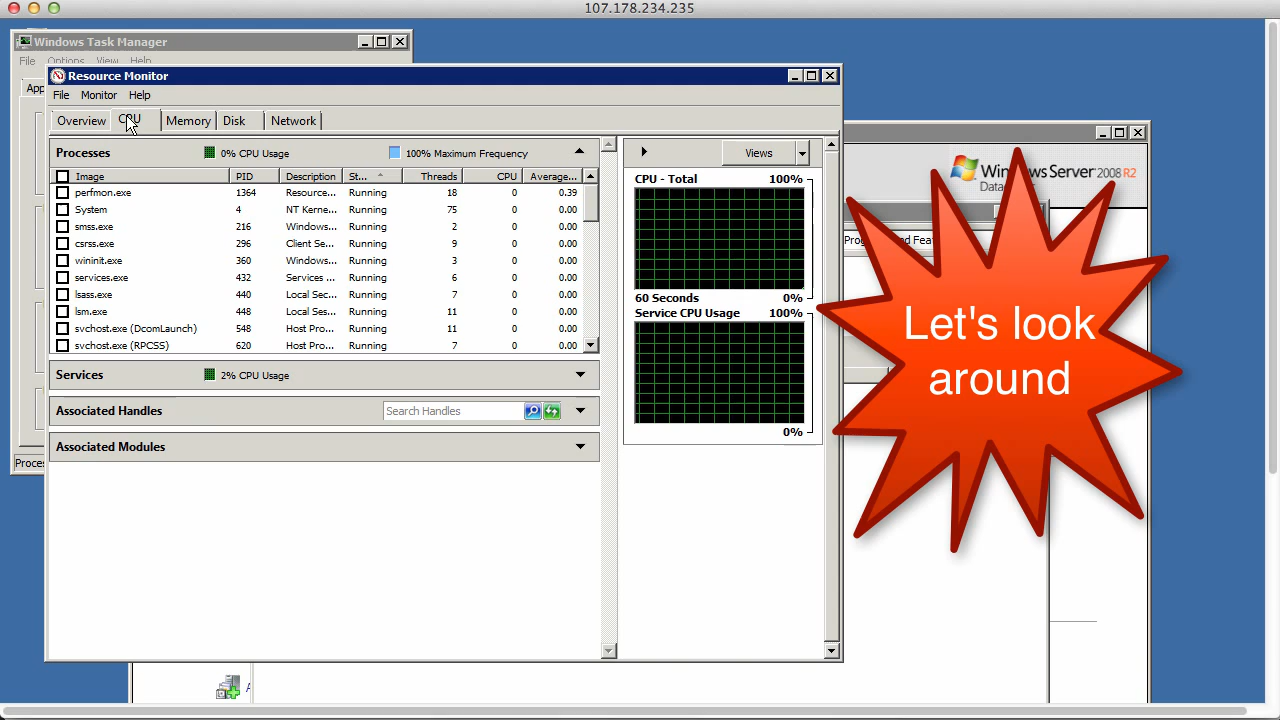 107.178.234.235
Windows Task Manager
File Options View Help
App
Resource Monitor
File Monitor Help
Overview CPU Memory Disk Network
Processes 0% CPU Usage 100% Maximum Frequency
Image PID Description St... Threads CPU Average...
perfmon.exe 1364 Resource... Running 18 0 0.39
System 4 NT Kerne... Running 75 0 0.00
smss.exe 216 Windows... Running 2 0 0.00
csrss.exe 296 Client Se... Running 9 0 0.00
wininit.exe 360 Windows... Running 3 0 0.00
services.exe 432 Services ... Running 6 0 0.00
lsass.exe 440 Local Sec... Running 7 0 0.00
lsm.exe 448 Local Ses... Running 11 0 0.00
svchost.exe (DcomLaunch) 548 Host Pro... Running 11 0 0.00
svchost.exe (RPCSS) 620 Host Pro... Running 7 0 0.00
Services 2% CPU Usage
Associated Handles Search Handles
Associated Modules
Proces
Views
CPU - Total 100%
60 Seconds 0%
Service CPU Usage 100%
0%
Windows Server 2008 R2
Data
Let's look
around